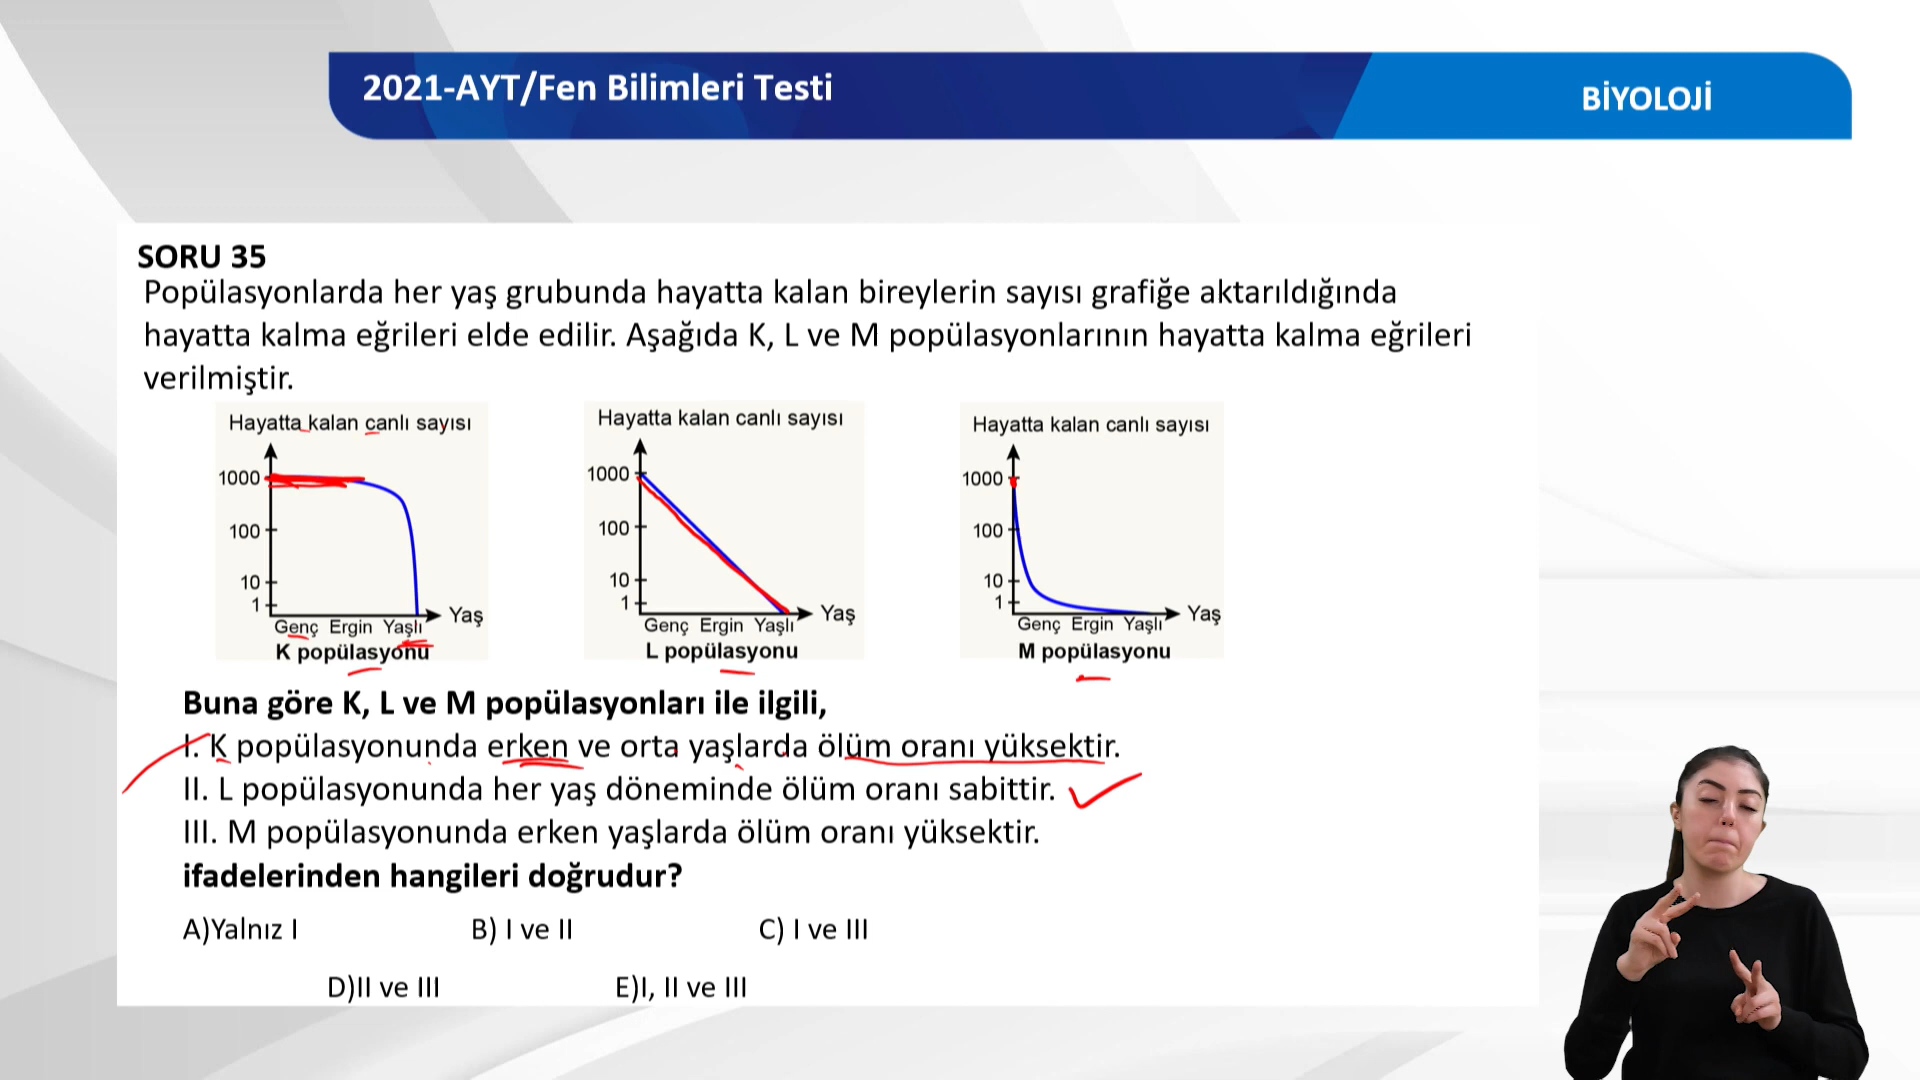 2021-AYT/Fen Bilimleri Testi
BİYOLOJİ
SORU 35
Popülasyonlarda her yaş grubunda hayatta kalan bireylerin sayısı grafiğe aktarıldığında
hayatta kalma eğrileri elde edilir. Aşağıda K, L ve M popülasyonlarının hayatta kalma eğrileri
verilmiştir.
Hayatta kalan canlı sayısı
1000
100
10
1
Yaş
Genç Ergin Yaşlı
K popülasyonu
Hayatta kalan canlı sayısı
1000
100
10
1
Yaş
Genç Ergin Yaşlı
L popülasyonu
Hayatta kalan canlı sayısı
1000
100
10
1
Yaş
Genç Ergin Yaşlı
M popülasyonu
Buna göre K, L ve M popülasyonları ile ilgili,
I. K popülasyonunda erken ve orta yaşlarda ölüm oranı yüksektir.
II. L popülasyonunda her yaş döneminde ölüm oranı sabittir.
III. M popülasyonunda erken yaşlarda ölüm oranı yüksektir.
ifadelerinden hangileri doğrudur?
A)Yalnız I B) I ve II C) I ve III
D)II ve III E)I, II ve III